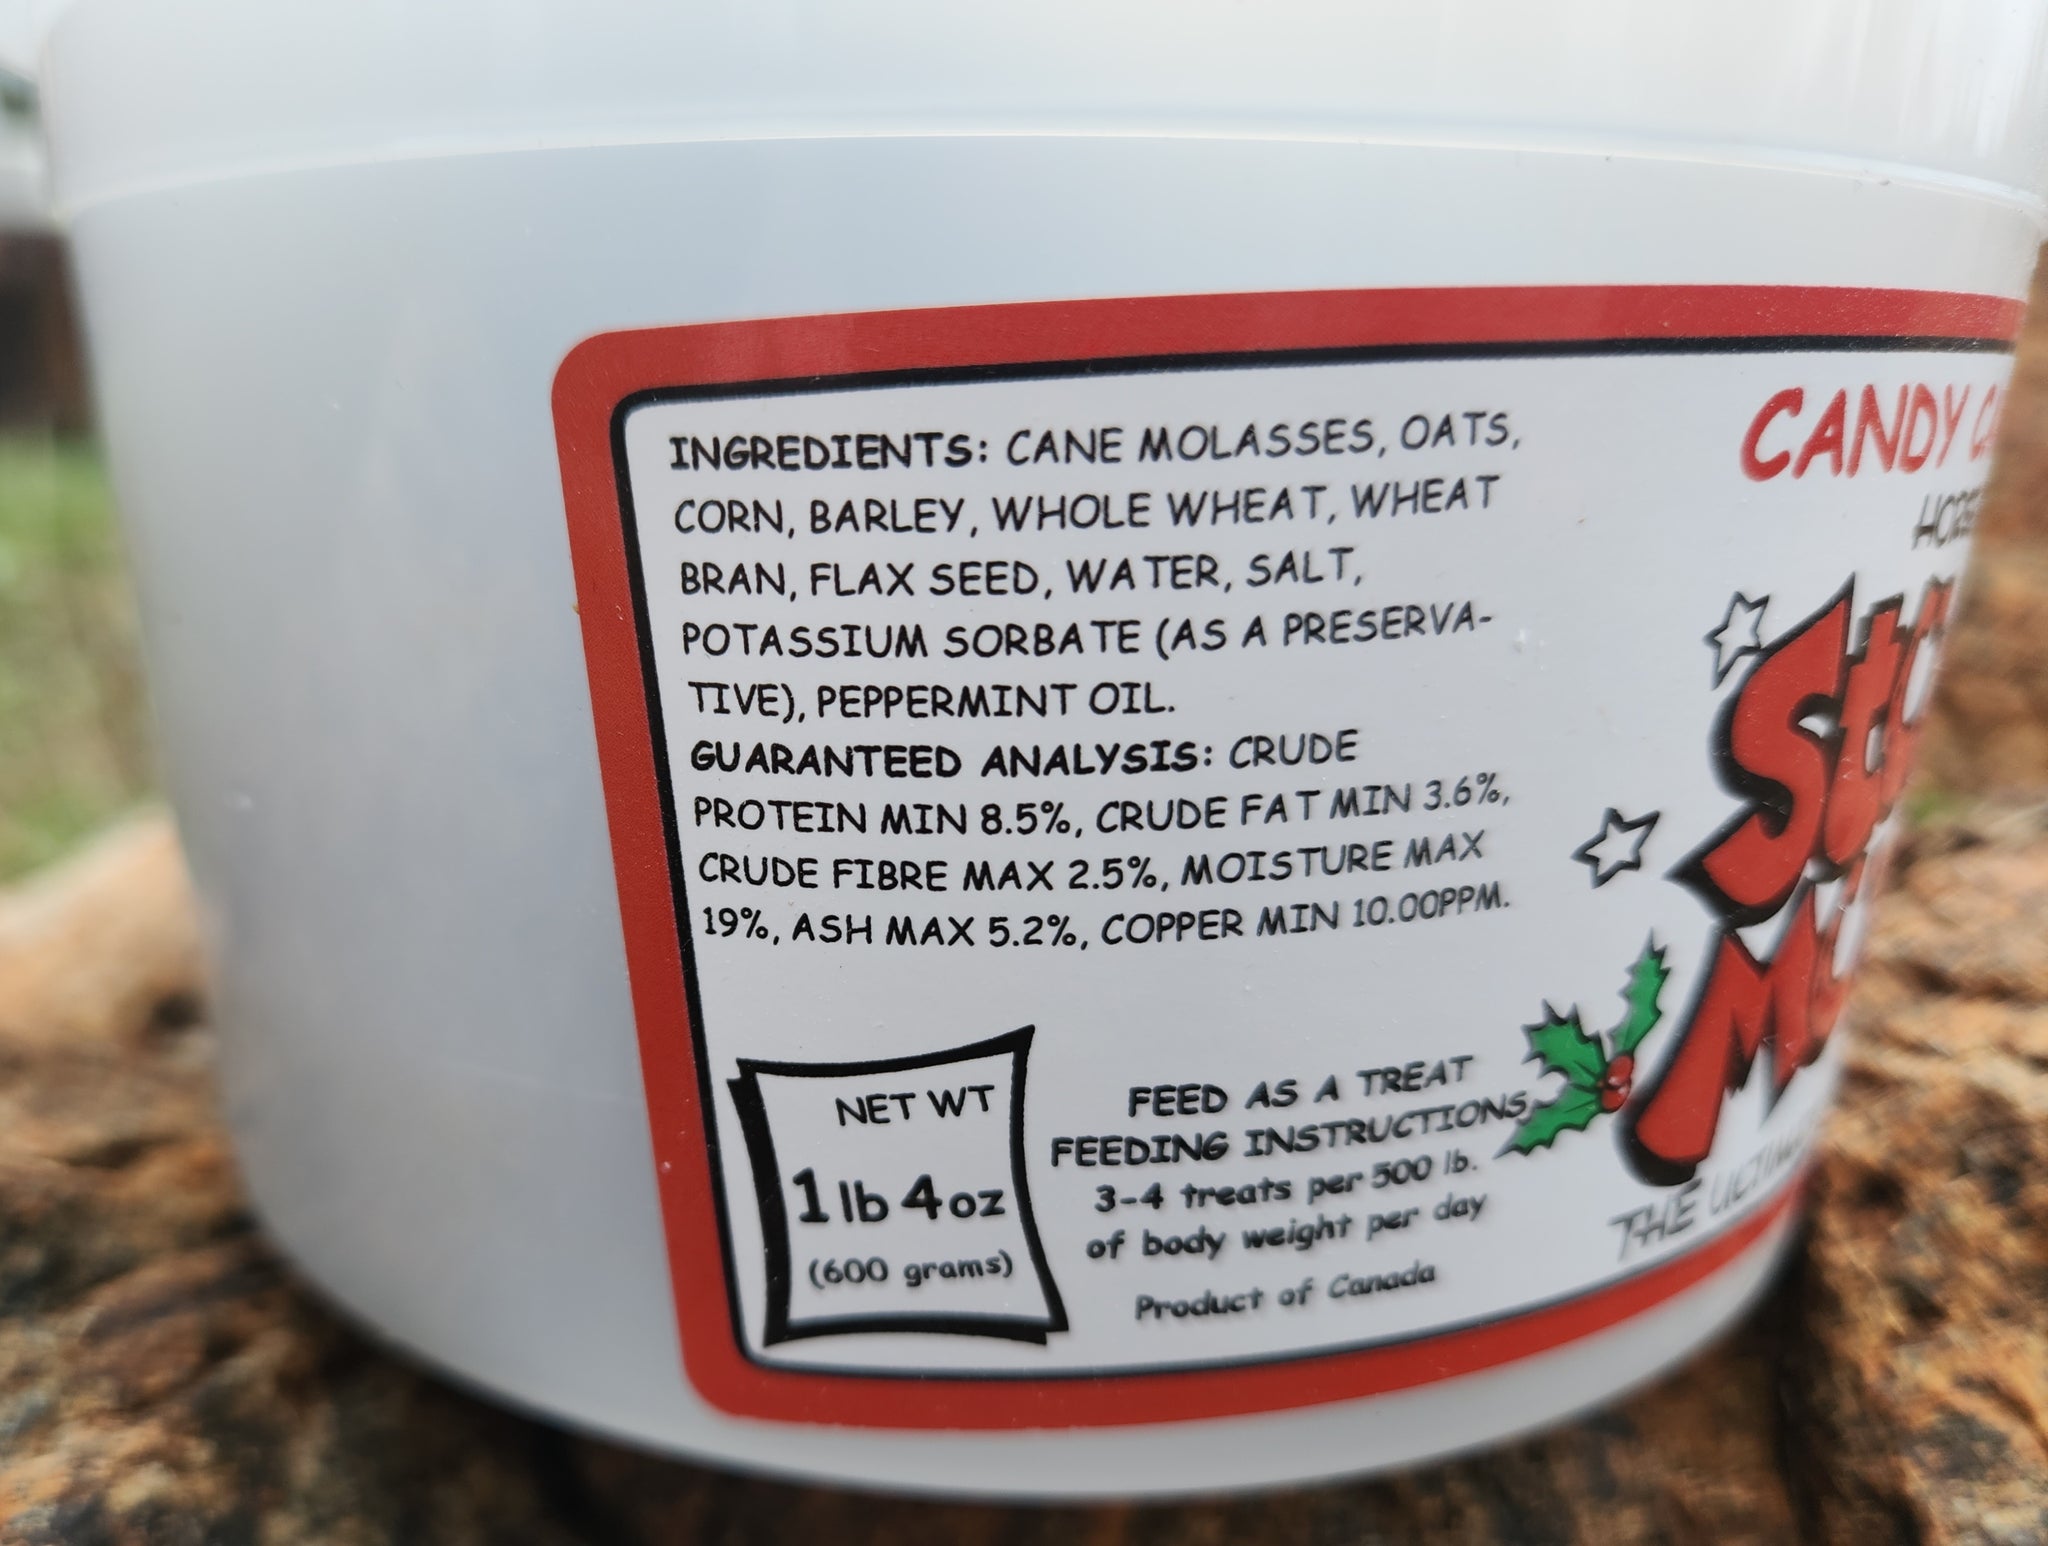 INGREDIENTS: CANE MOLASSES, OATS,
CORN, BARLEY, WHOLE WHEAT, WHEAT
BRAN, FLAX SEED, WATER, SALT,
POTASSIUM SORBATE (AS A PRESERVA-
TIVE), PEPPERMINT OIL.
GUARANTEED ANALYSIS: CRUDE
PROTEIN MIN 8.5%, CRUDE FAT MIN 3.6%,
CRUDE FIBRE MAX 2.5%, MOISTURE MAX
19%, ASH MAX 5.2%, COPPER MIN 10.00PPM.
NET WT
1 lb 4 oz
(600 grams)
FEED AS A TREAT
FEEDING INSTRUCTIONS
3-4 treats per 500 lb.
of body weight per day
Product of Canada
CANDY
THE